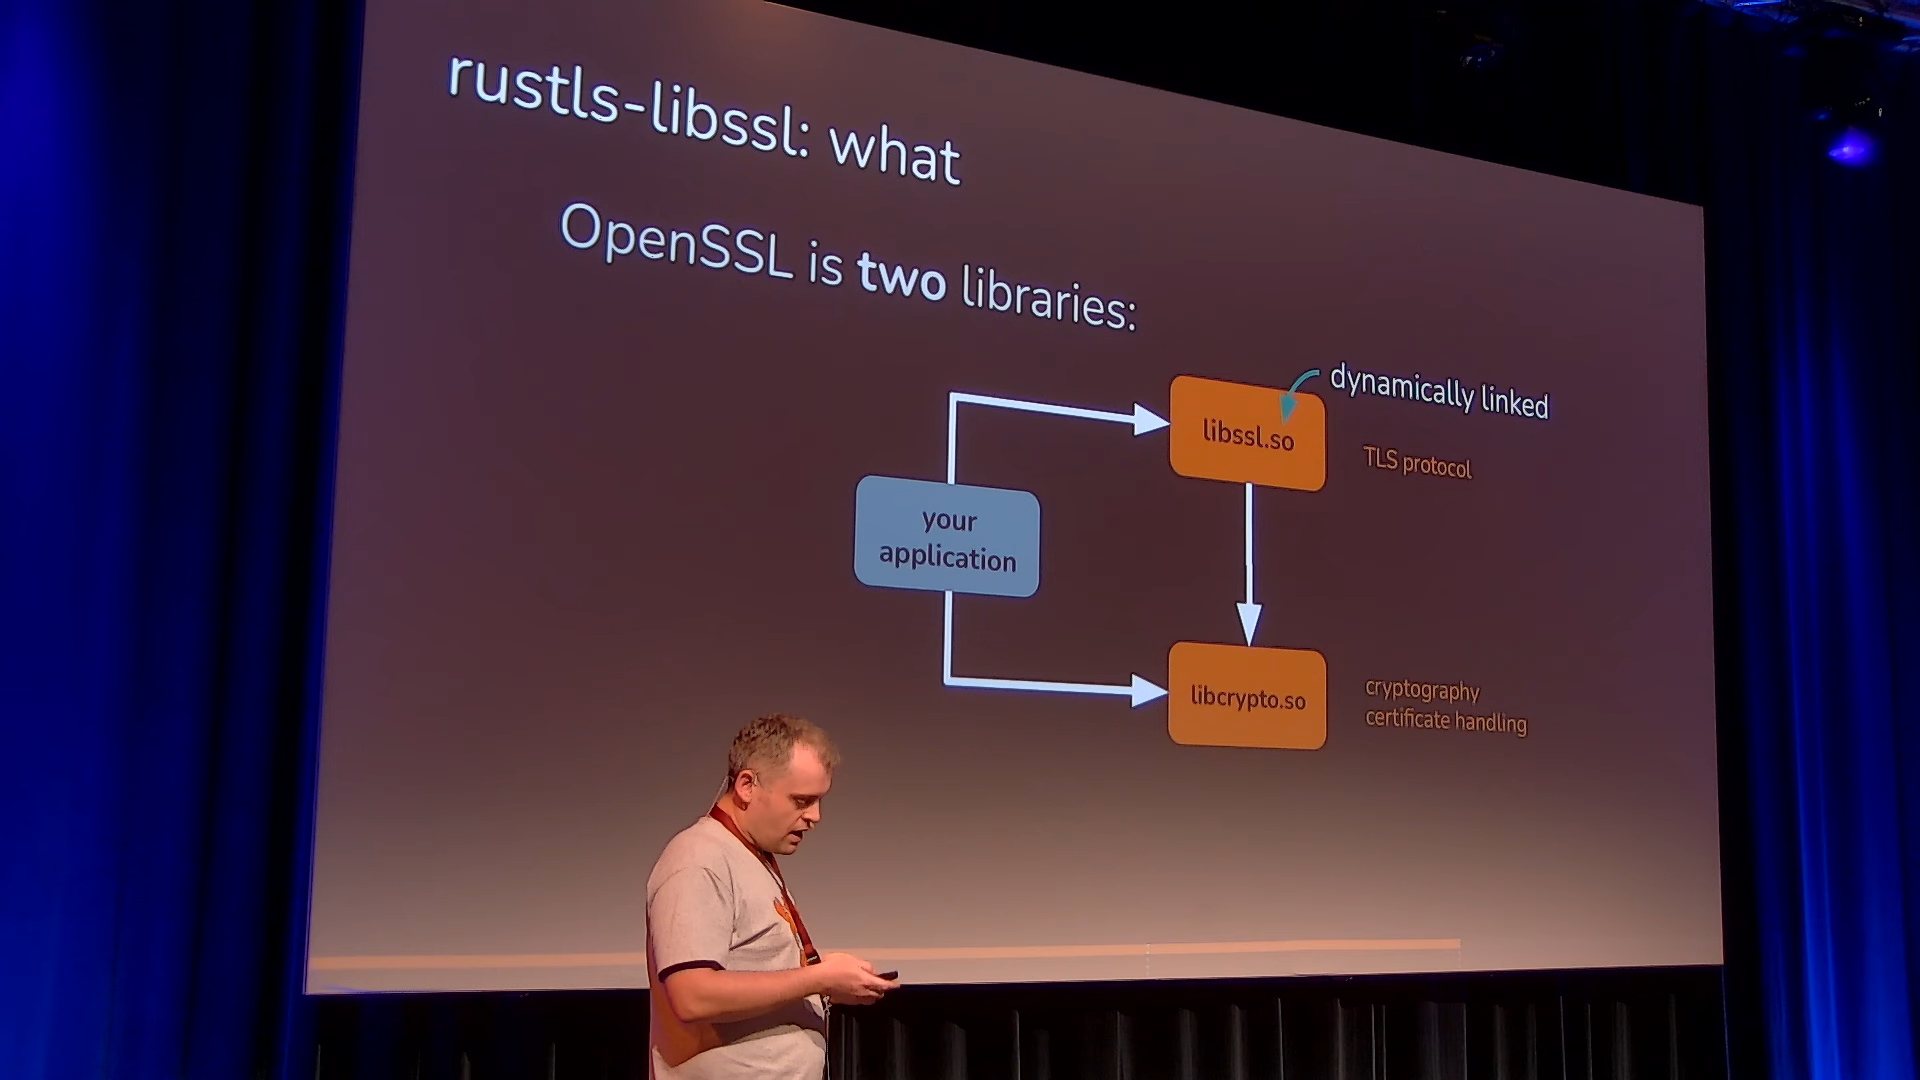 rustls-libssl: what
OpenSSL is two libraries:
dynamically linked
libssl.so
TLS protocol
your
application
libcrypto.so
cryptography
certificate handling